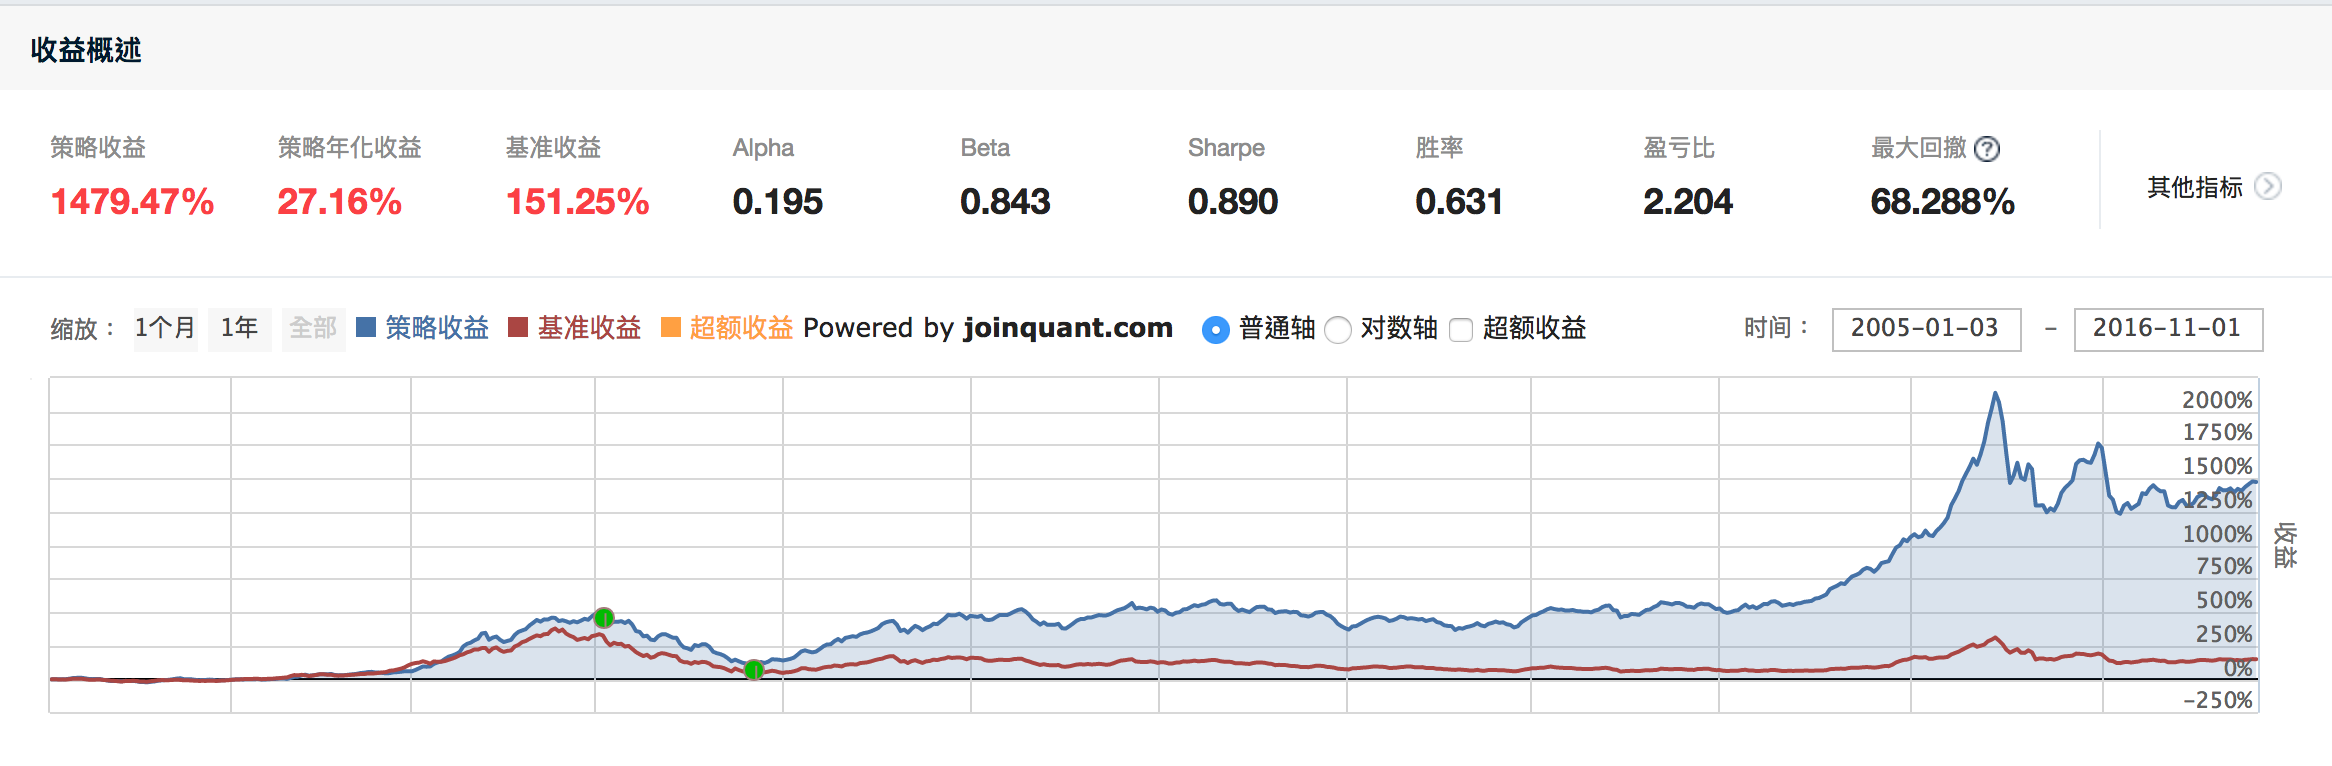 收益概述
策略收益 策略年化收益 基准收益 Alpha Beta Sharpe 胜率 盈亏比 最大回撤 ?
1479.47% 27.16% 151.25% 0.195 0.843 0.890 0.631 2.204 68.288%
其他指标
缩放： 1个月 1年 全部 策略收益 基准收益 超额收益 Powered by joinquant.com 普通轴 对数轴 超额收益 时间： 2005-01-03 - 2016-11-01
2000%
1750%
1500%
1250%
1000%
750%
500%
250%
0%
-250%
收益